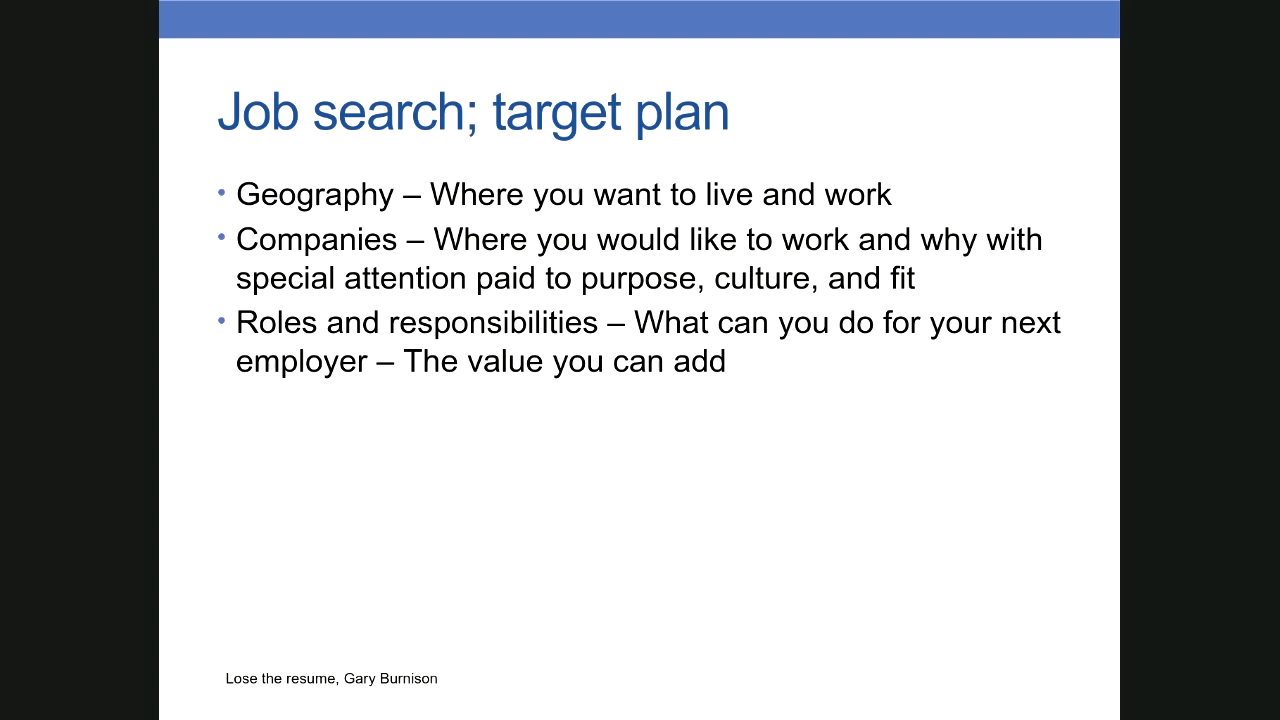 Job search; target plan
• Geography – Where you want to live and work
• Companies – Where you would like to work and why with
special attention paid to purpose, culture, and fit
• Roles and responsibilities – What can you do for your next
employer – The value you can add
Lose the resume, Gary Burnison